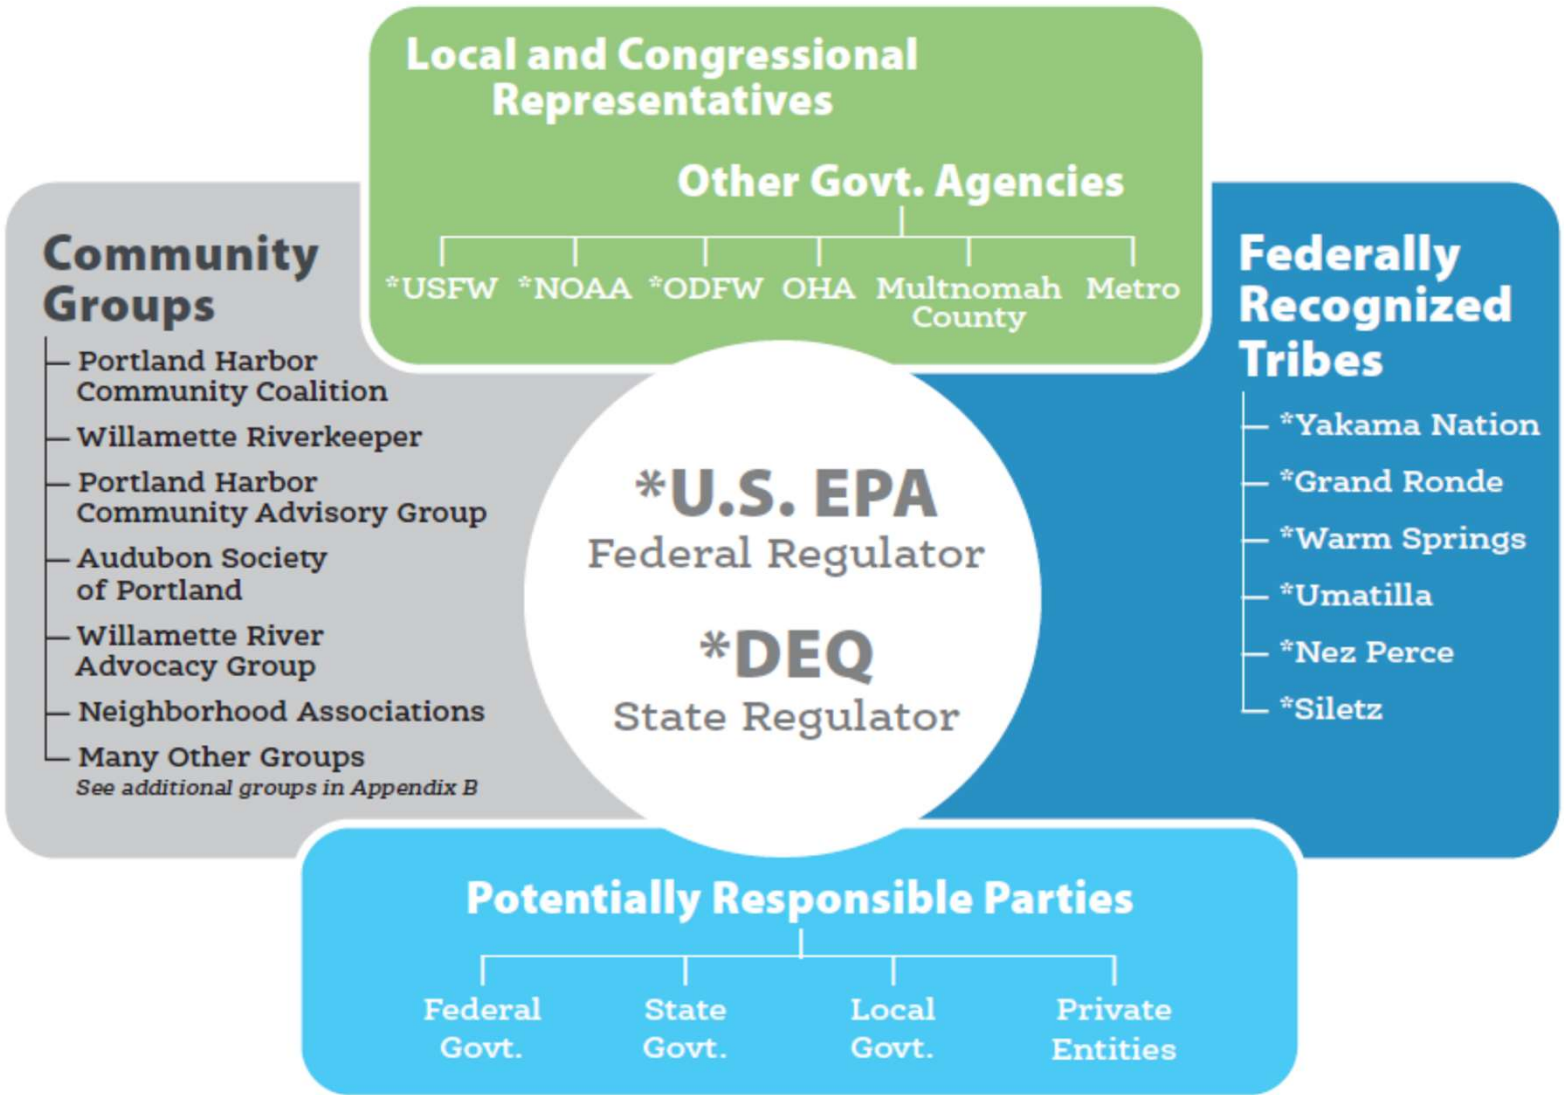 Local and Congressional
Representatives
Other Govt. Agencies
*USFW *NOAA *ODFW OHA Multnomah Metro
County
Community
Groups
Portland Harbor
Community Coalition
Willamette Riverkeeper
Portland Harbor
Community Advisory Group
Audubon Society
of Portland
Willamette River
Advocacy Group
Neighborhood Associations
Many Other Groups
See additional groups in Appendix B
*U.S. EPA
Federal Regulator
*DEQ
State Regulator
Federally
Recognized
Tribes
*Yakama Nation
*Grand Ronde
*Warm Springs
*Umatilla
*Nez Perce
*Siletz
Potentially Responsible Parties
Federal State Local Private
Govt. Govt. Govt. Entities